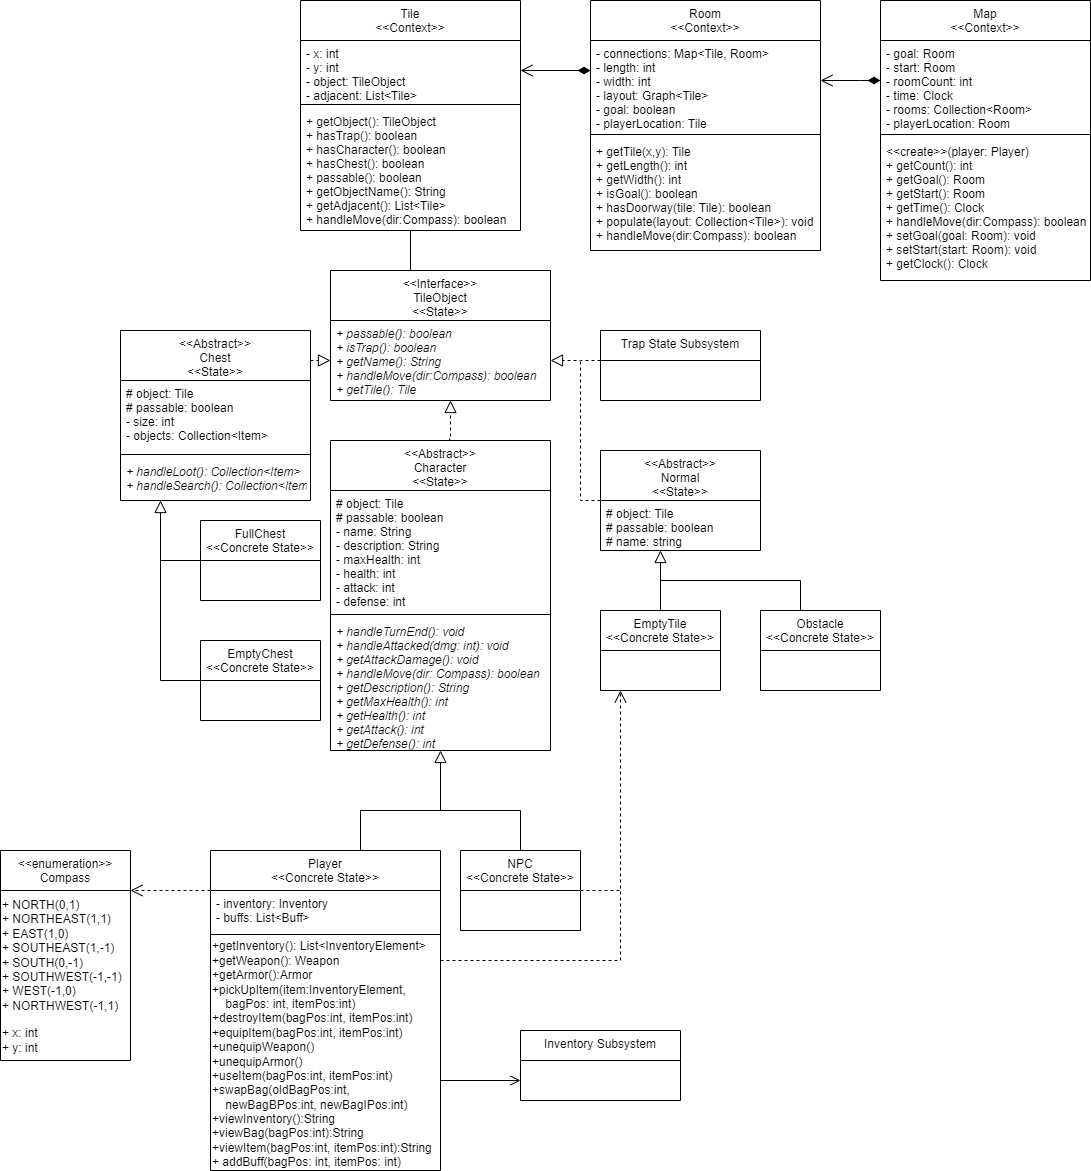 Tile
<<Context>>
- x: int
- y: int
- object: TileObject
- adjacent: List<Tile>
+ getObject(): TileObject
+ hasTrap(): boolean
+ hasCharacter(): boolean
+ hasChest(): boolean
+ passable(): boolean
+ getObjectName(): String
+ getAdjacent(): List<Tile>
+ handleMove(dir:Compass): boolean
Room
<<Context>>
- connections: Map<Tile, Room>
- length: int
- width: int
- layout: Graph<Tile>
- goal: boolean
- playerLocation: Tile
+ getTile(x,y): Tile
+ getLength(): int
+ getWidth(): int
+ isGoal(): boolean
+ hasDoorway(tile: Tile): boolean
+ populate(layout: Collection<Tile>): void
+ handleMove(dir:Compass): boolean
Map
<<Context>>
- goal: Room
- start: Room
- roomCount: int
- time: Clock
- rooms: Collection<Room>
- playerLocation: Room
<<create>>(player: Player)
+ getCount(): int
+ getGoal(): Room
+ getStart(): Room
+ getTime(): Clock
+ handleMove(dir:Compass): boolean
+ setGoal(goal: Room): void
+ setStart(start: Room): void
+ getClock(): Clock
<<Interface>>
TileObject
<<State>>
+ passable(): boolean
+ isTrap(): boolean
+ getName(): String
+ handleMove(dir:Compass): boolean
+ getTile(): Tile
<<Abstract>>
Chest
<<State>>
# object: Tile
# passable: boolean
- size: int
- objects: Collection<Item>
+ handleLoot(): Collection<Item>
+ handleSearch(): Collection<Item
Trap State Subsystem
<<Abstract>>
Character
<<State>>
# object: Tile
# passable: boolean
- name: String
- description: String
- maxHealth: int
- health: int
- attack: int
- defense: int
+ handleTurnEnd(): void
+ handleAttacked(dmg: int): void
+ getAttackDamage(): void
+ handleMove(dir: Compass): boolean
+ getDescription(): String
+ getMaxHealth(): int
+ getHealth(): int
+ getAttack(): int
+ getDefense(): int
<<Abstract>>
Normal
<<State>>
# object: Tile
# passable: boolean
# name: string
FullChest
<<Concrete State>>
EmptyChest
<<Concrete State>>
EmptyTile
<<Concrete State>>
Obstacle
<<Concrete State>>
<<enumeration>>
Compass
+ NORTH(0,1)
+ NORTHEAST(1,1)
+ EAST(1,0)
+ SOUTHEAST(1,-1)
+ SOUTH(0,-1)
+ SOUTHWEST(-1,-1)
+ WEST(-1,0)
+ NORTHWEST(-1,1)
+ x: int
+ y: int
Player
<<Concrete State>>
- inventory: Inventory
- buffs: List<Buff>
+getInventory(): List<InventoryElement>
+getWeapon(): Weapon
+getArmor():Armor
+pickUpItem(item:InventoryElement,
bagPos: int, itemPos:int)
+destroyItem(bagPos:int, itemPos:int)
+equipItem(bagPos:int, itemPos:int)
+unequipWeapon()
+unequipArmor()
+useItem(bagPos:int, itemPos:int)
+swapBag(oldBagPos:int,
newBagBPos:int, newBagIPos:int)
+viewInventory():String
+viewBag(bagPos:int):String
+viewItem(bagPos:int, itemPos:int):String
+ addBuff(bagPos: int, itemPos: int)
NPC
<<Concrete State>>
Inventory Subsystem